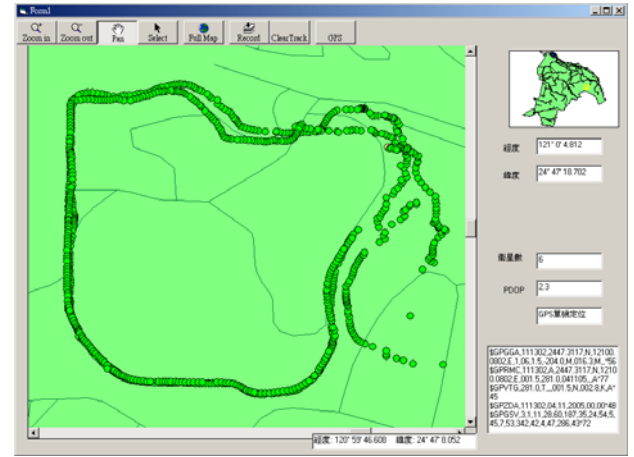 Form1
Zoom in Zoom out Pan Select Full Map Record ClearTrack GPS
經度 121° 0' 4.812
緯度 24° 47' 18.702
衛星數 6
PDOP 2.3
GPS單機定位
$GPGGA,111302,2447.3117,N,12100.
0802,E,1,06,1.5,-204.0,M,016.3,M,,*56
$GPRMC,111302,A,2447.3117,N,1210
0.0802,E,001.5,281.0,041105,,,A*77
$GPVTG,281.0,T,,,001.5,N,002.8,K,A*
45
$GPZDA,111302,04,11,2005,00,00*4B
$GPGSV,3,1,11,28,60,187,35,24,54,5,
45,7,53,342,42,4,47,286,43*72
經度: 120° 59' 46.608 緯度: 24° 47' 8.052